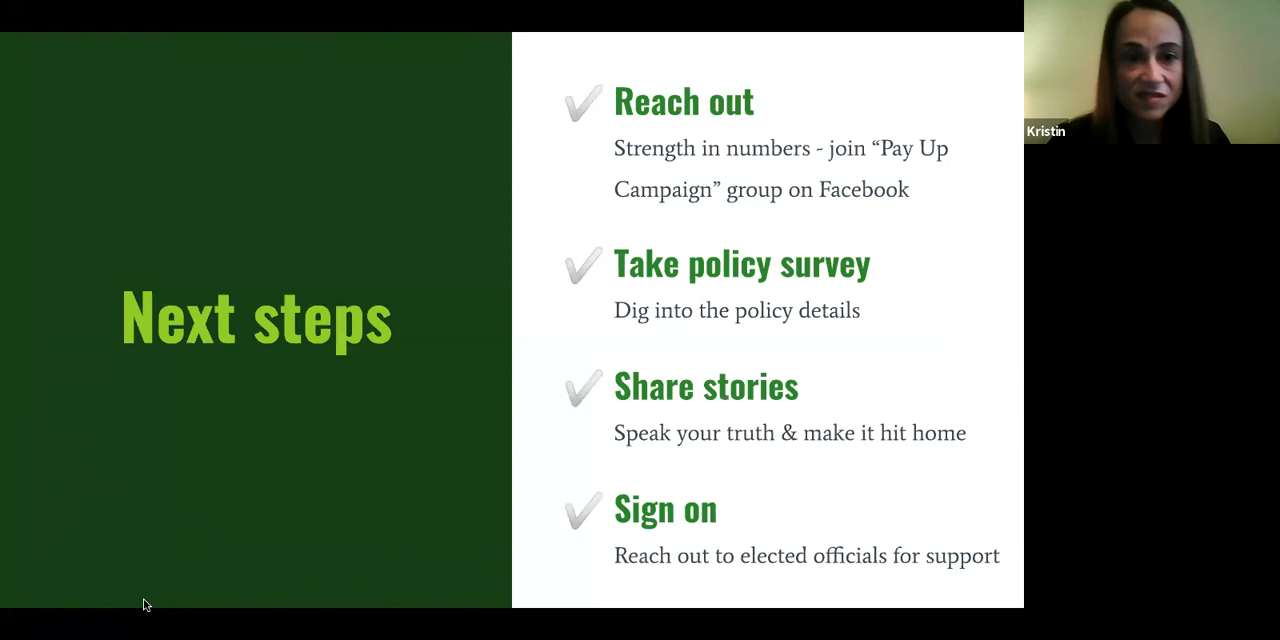 Next steps
Reach out
Strength in numbers - join “Pay Up
Campaign” group on Facebook
Take policy survey
Dig into the policy details
Share stories
Speak your truth & make it hit home
Sign on
Reach out to elected officials for support
Kristin